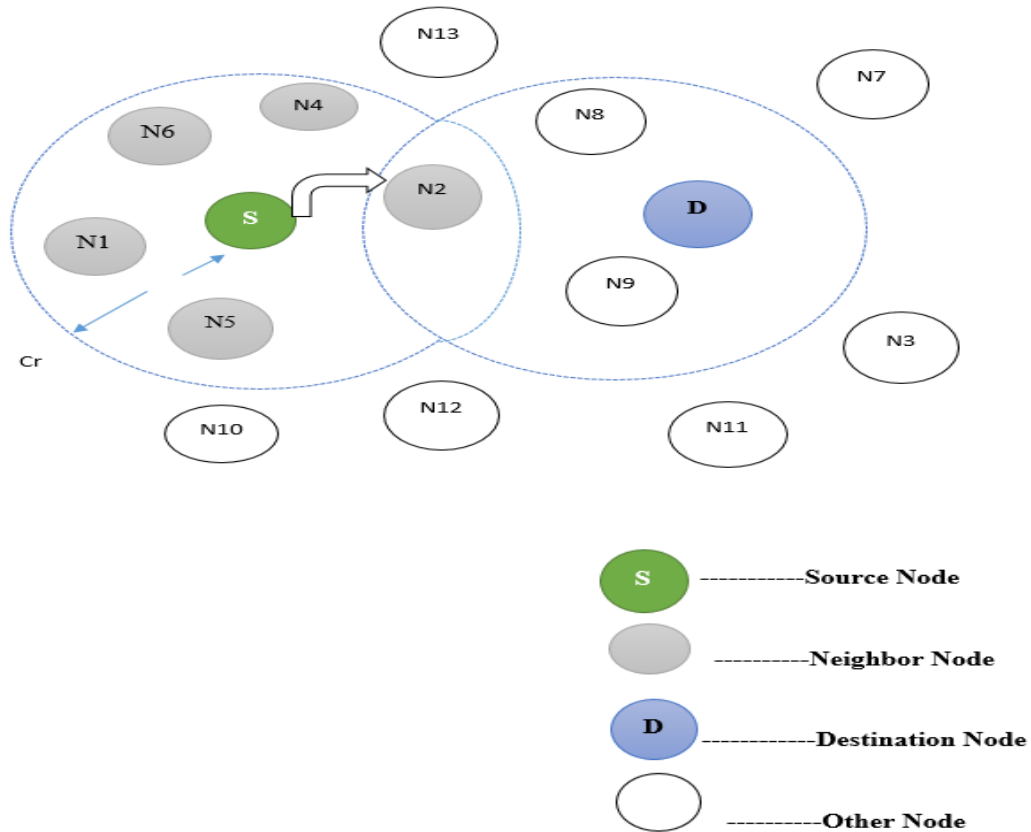 N13
N7
N4
N8
N6
N2
S
D
N1
N9
N5
N3
Cr
N12
N10
N11
S ----------Source Node
---------Neighbor Node
D -----------Destination Node
---------Other Node